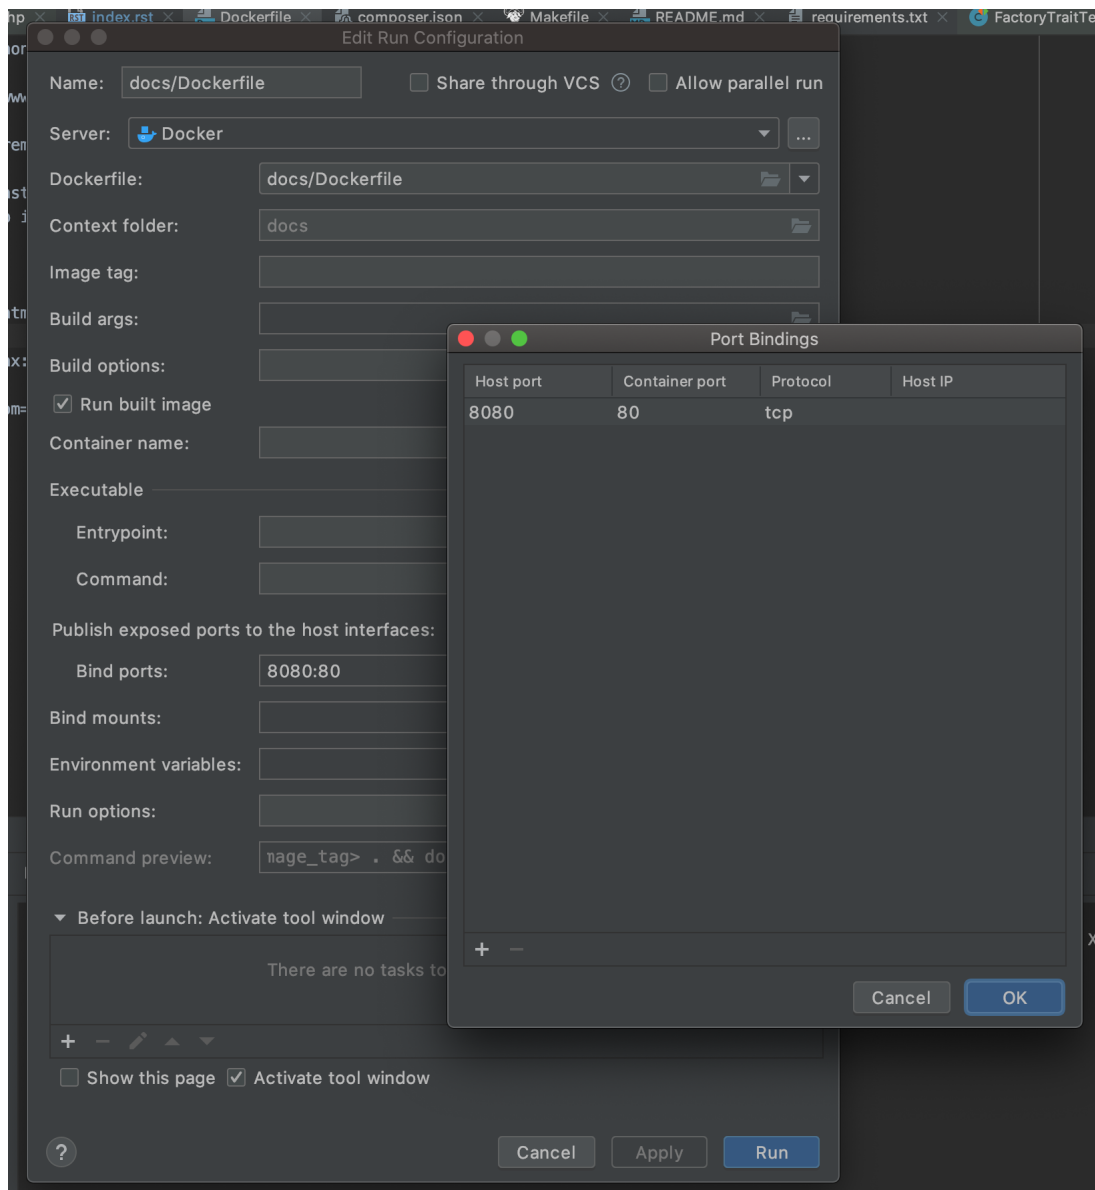 hp index.rst Dockerfile composer.json Makefile README.md requirements.txt FactoryTraitTe
Edit Run Configuration
Name: docs/Dockerfile Share through VCS ? Allow parallel run
Server: Docker ...
Dockerfile: docs/Dockerfile
Context folder: docs
Image tag:
Build args:
Build options:
Run built image
Container name:
Executable
Entrypoint:
Command:
Publish exposed ports to the host interfaces:
Bind ports: 8080:80
Bind mounts:
Environment variables:
Run options:
Command preview: mage_tag> . && do
Before launch: Activate tool window
There are no tasks to
Show this page Activate tool window
? Cancel Apply Run
Port Bindings
Host port Container port Protocol Host IP
8080 80 tcp
Cancel OK